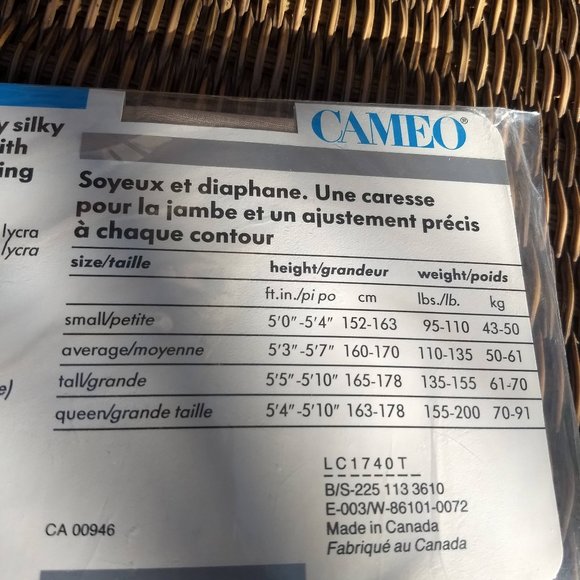 CAMEO®
y silky
ith
ing
lycra
lycra
e)
Soyeux et diaphane. Une caresse
pour la jambe et un ajustement précis
à chaque contour
size/taille height/grandeur weight/poids
ft.in./pi po cm lbs./lb. kg
small/petite 5'0"-5'4" 152-163 95-110 43-50
average/moyenne 5'3"-5'7" 160-170 110-135 50-61
tall/grande 5'5"-5'10" 165-178 135-155 61-70
queen/grande taille 5'4"-5'10" 163-178 155-200 70-91
LC1740T
B/S-225 113 3610
E-003/W-86101-0072
Made in Canada
Fabriqué au Canada
CA 00946